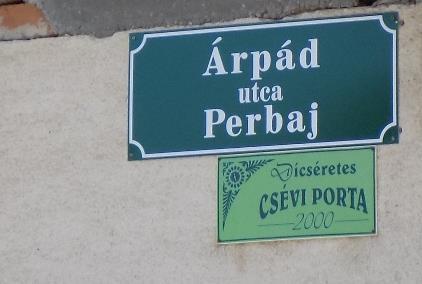 Árpád
utca
Perbaj
Dícséretes
CSÉVI PORTA
2000